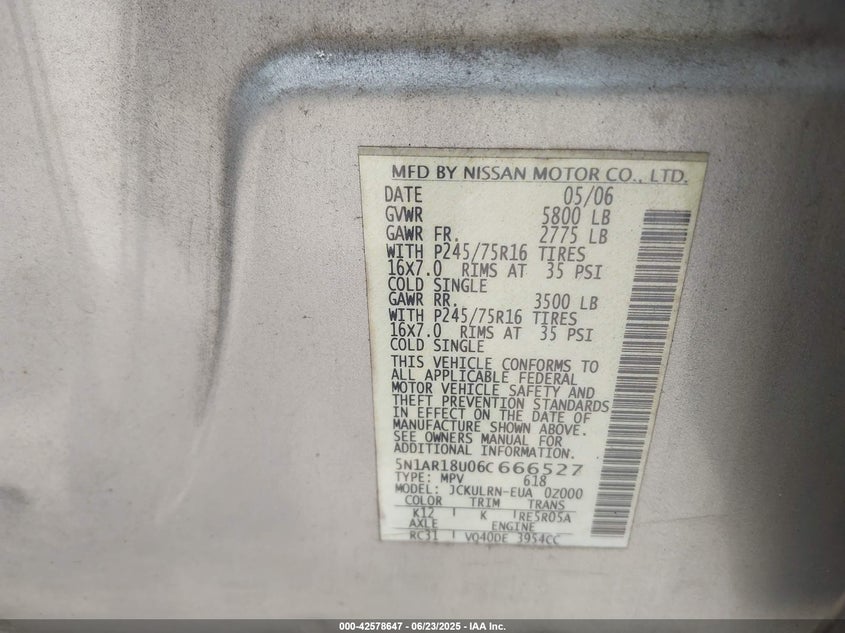 MFD BY NISSAN MOTOR CO., LTD.
DATE 05/06
GVWR 5800 LB
GAWR FR. 2775 LB
WITH P245/75R16 TIRES
16X7.0 RIMS AT 35 PSI
COLD SINGLE
GAWR RR. 3500 LB
WITH P245/75R16 TIRES
16X7.0 RIMS AT 35 PSI
COLD SINGLE
THIS VEHICLE CONFORMS TO
ALL APPLICABLE FEDERAL
MOTOR VEHICLE SAFETY AND
THEFT PREVENTION STANDARDS
IN EFFECT ON THE DATE OF
MANUFACTURE SHOWN ABOVE.
SEE OWNERS MANUAL FOR
ADDITIONAL INFORMATION.
5N1AR18U06C666527
TYPE: MPV 618
MODEL: JCKULRN-EUA 02000
COLOR TRIM TRANS
K12 K RE5R05A
AXLE ENGINE
RC31 VQ40DE 3954CC
000-42578647 - 06/23/2025 - IAA Inc.